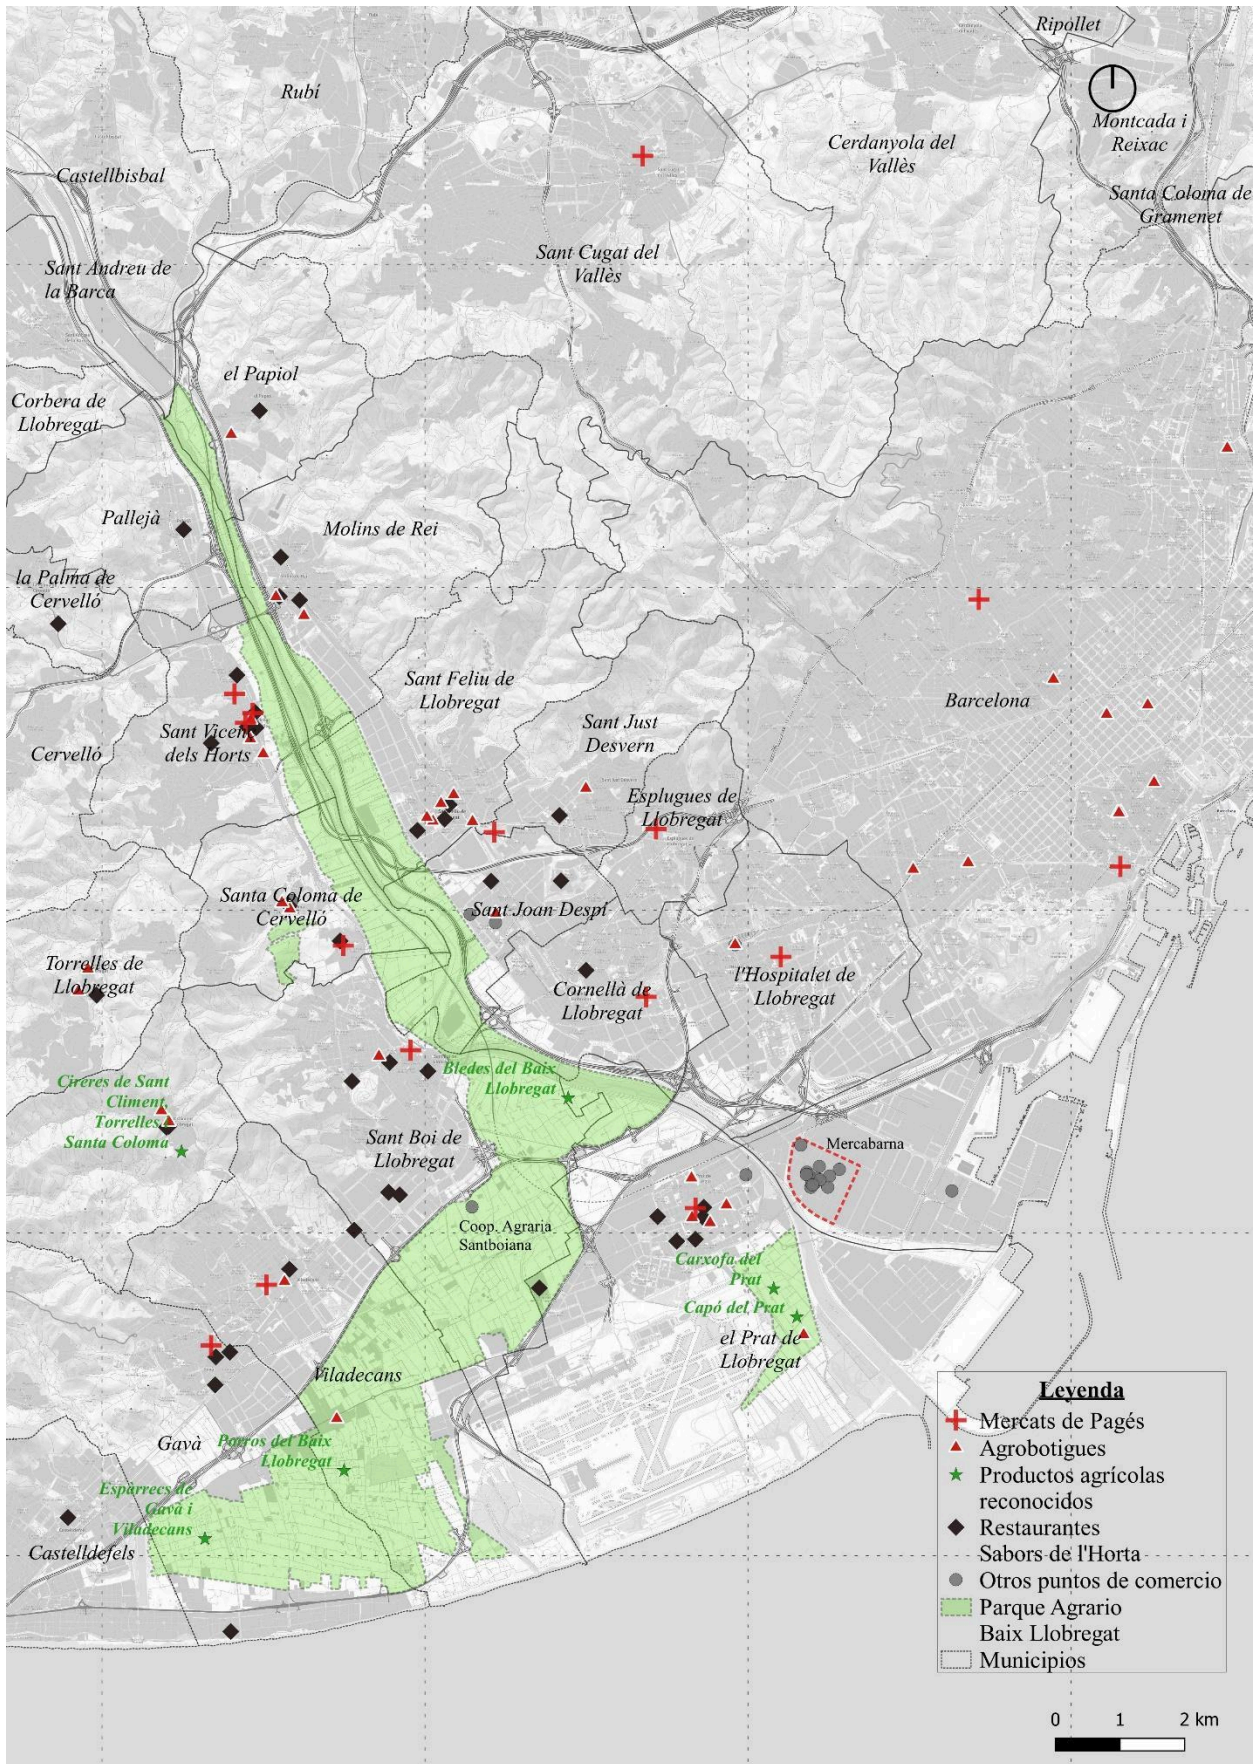 Ripollet
Rubí
Montcada i
Reixac
Cerdanyola del
Vallès
Castellbisbal
Santa Coloma de
Gramenet
Sant Cugat del
Vallès
Sant Andreu de
la Barca
el Papiol
Corbera de
Llobregat
Pallejà
Molins de Rei
la Palma de
Cervelló
Sant Feliu de
Llobregat
Barcelona
Sant Just
Desvern
Sant Vicenç
dels Horts
Cervelló
Esplugues de
Llobregat
Santa Coloma de
Cervelló
Sant Joan Despí
Torrelles de
Llobregat
l'Hospitalet de
Llobregat
Cornellà de
Llobregat
Bledes del Baix
Llobregat
Cireres de Sant
Climent,
Torrelles i
Santa Coloma
Sant Boi de
Llobregat
Mercabarna
Coop. Agraria
Santboiana
Carxofa del
Prat
Capó del Prat
el Prat de
Llobregat
Viladecans
Gavà
Porros del Baix
Llobregat
Espàrrecs de
Gavà i
Viladecans
Castelldefels
Leyenda
Mercats de Pagés
Agrobotigues
Productos agrícolas
reconocidos
Restaurantes
Sabors de l'Horta
Otros puntos de comercio
Parque Agrario
Baix Llobregat
Municipios
0 1 2 km